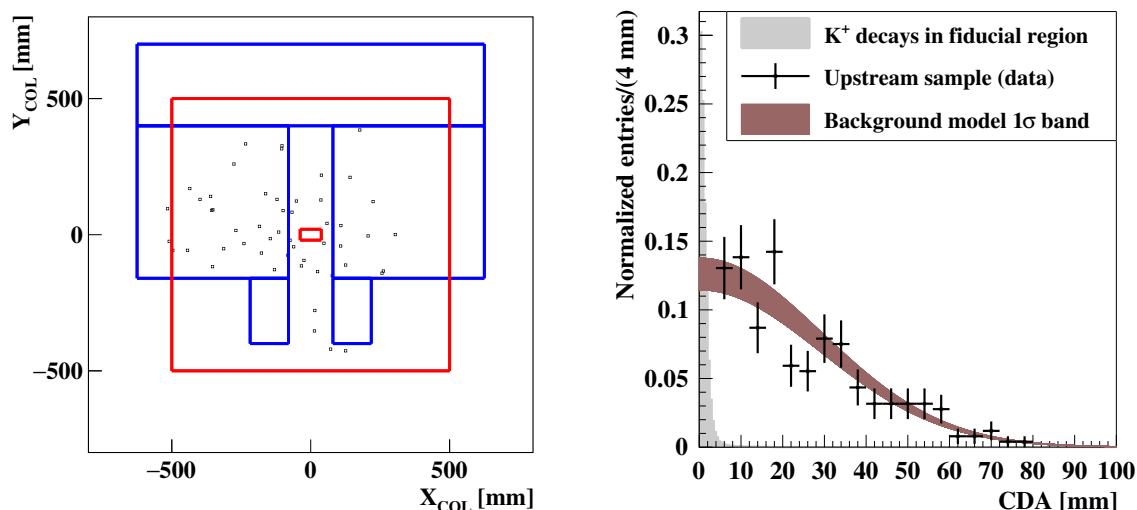 Y_COL [mm]
500
0
−500
−500
0
500
X_COL [mm]
Normalized entries/(4 mm)
0.3
0.25
0.2
0.15
0.1
0.05
0
K⁺ decays in fiducial region
Upstream sample (data)
Background model 1σ band
0 10 20 30 40 50 60 70 80 90 100
CDA [mm]